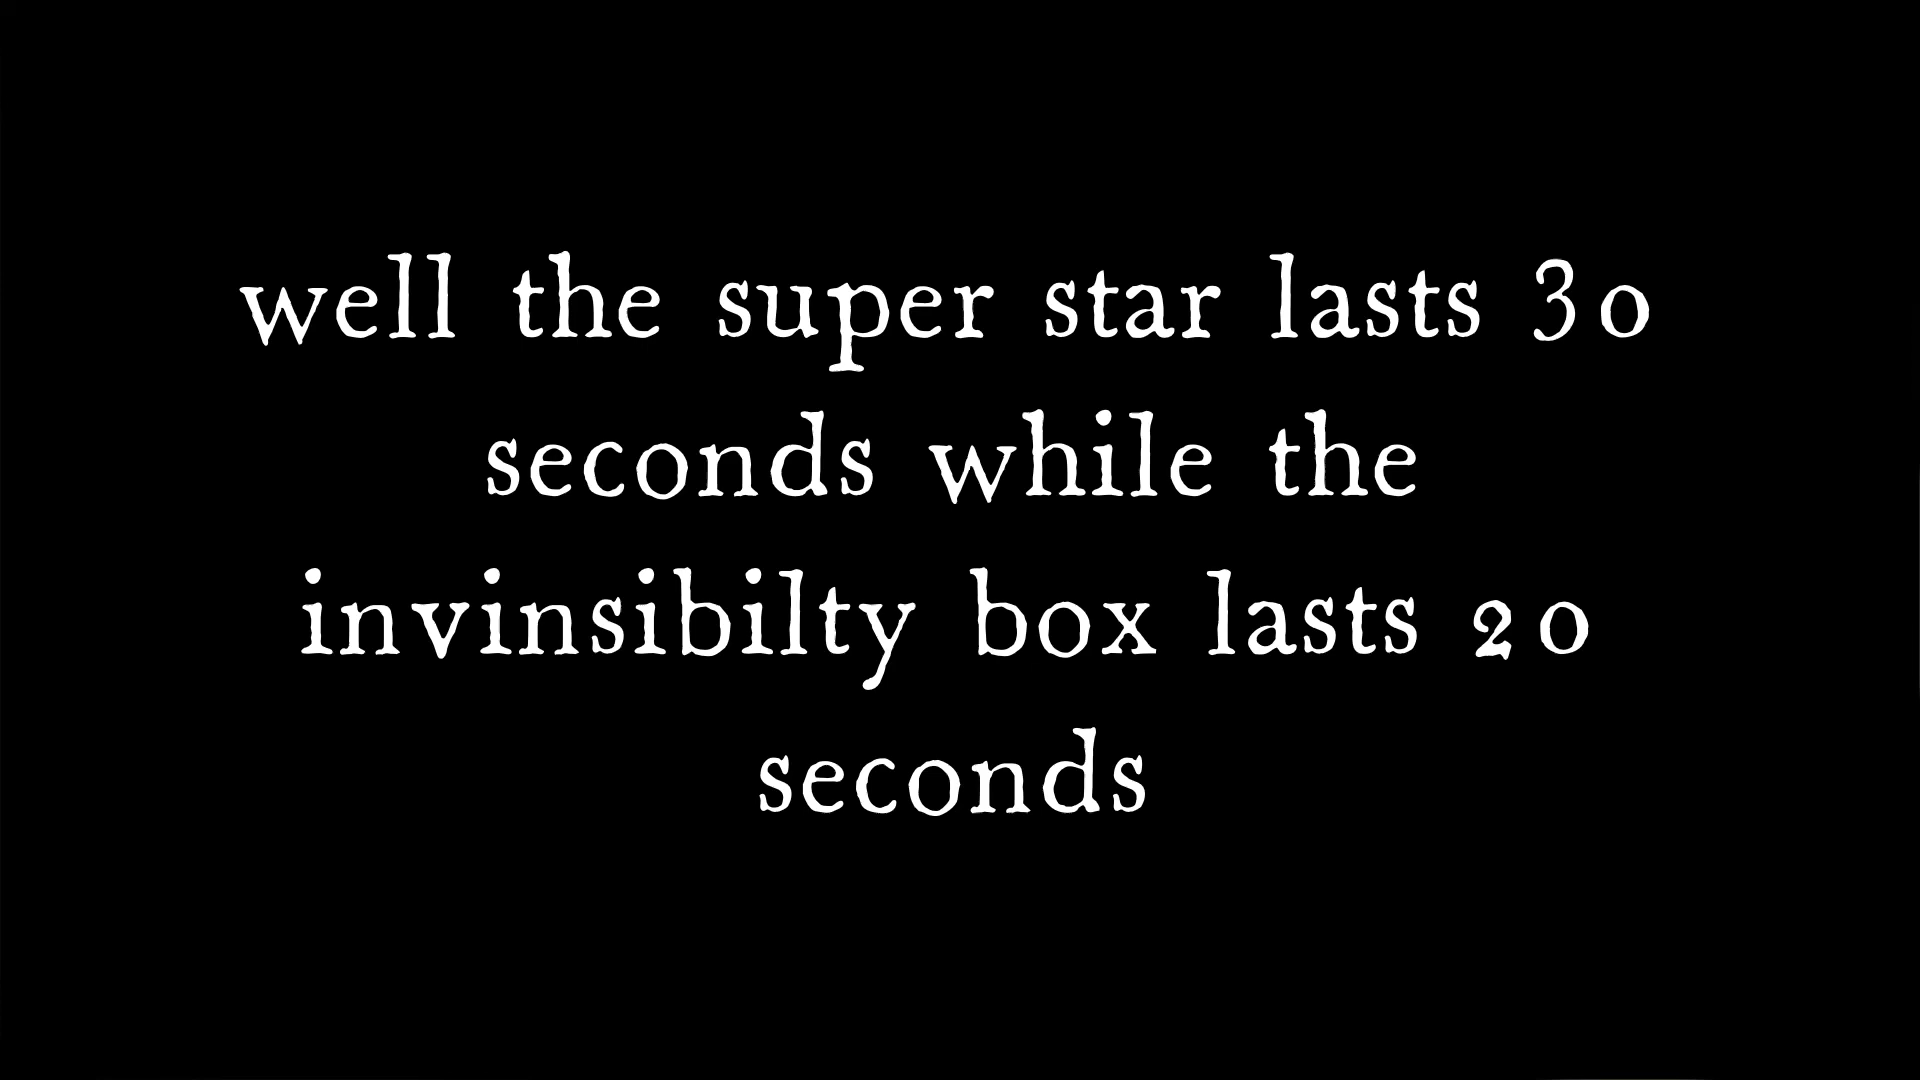 well the super star lasts 30
seconds while the
invinsibilty box lasts 20
seconds